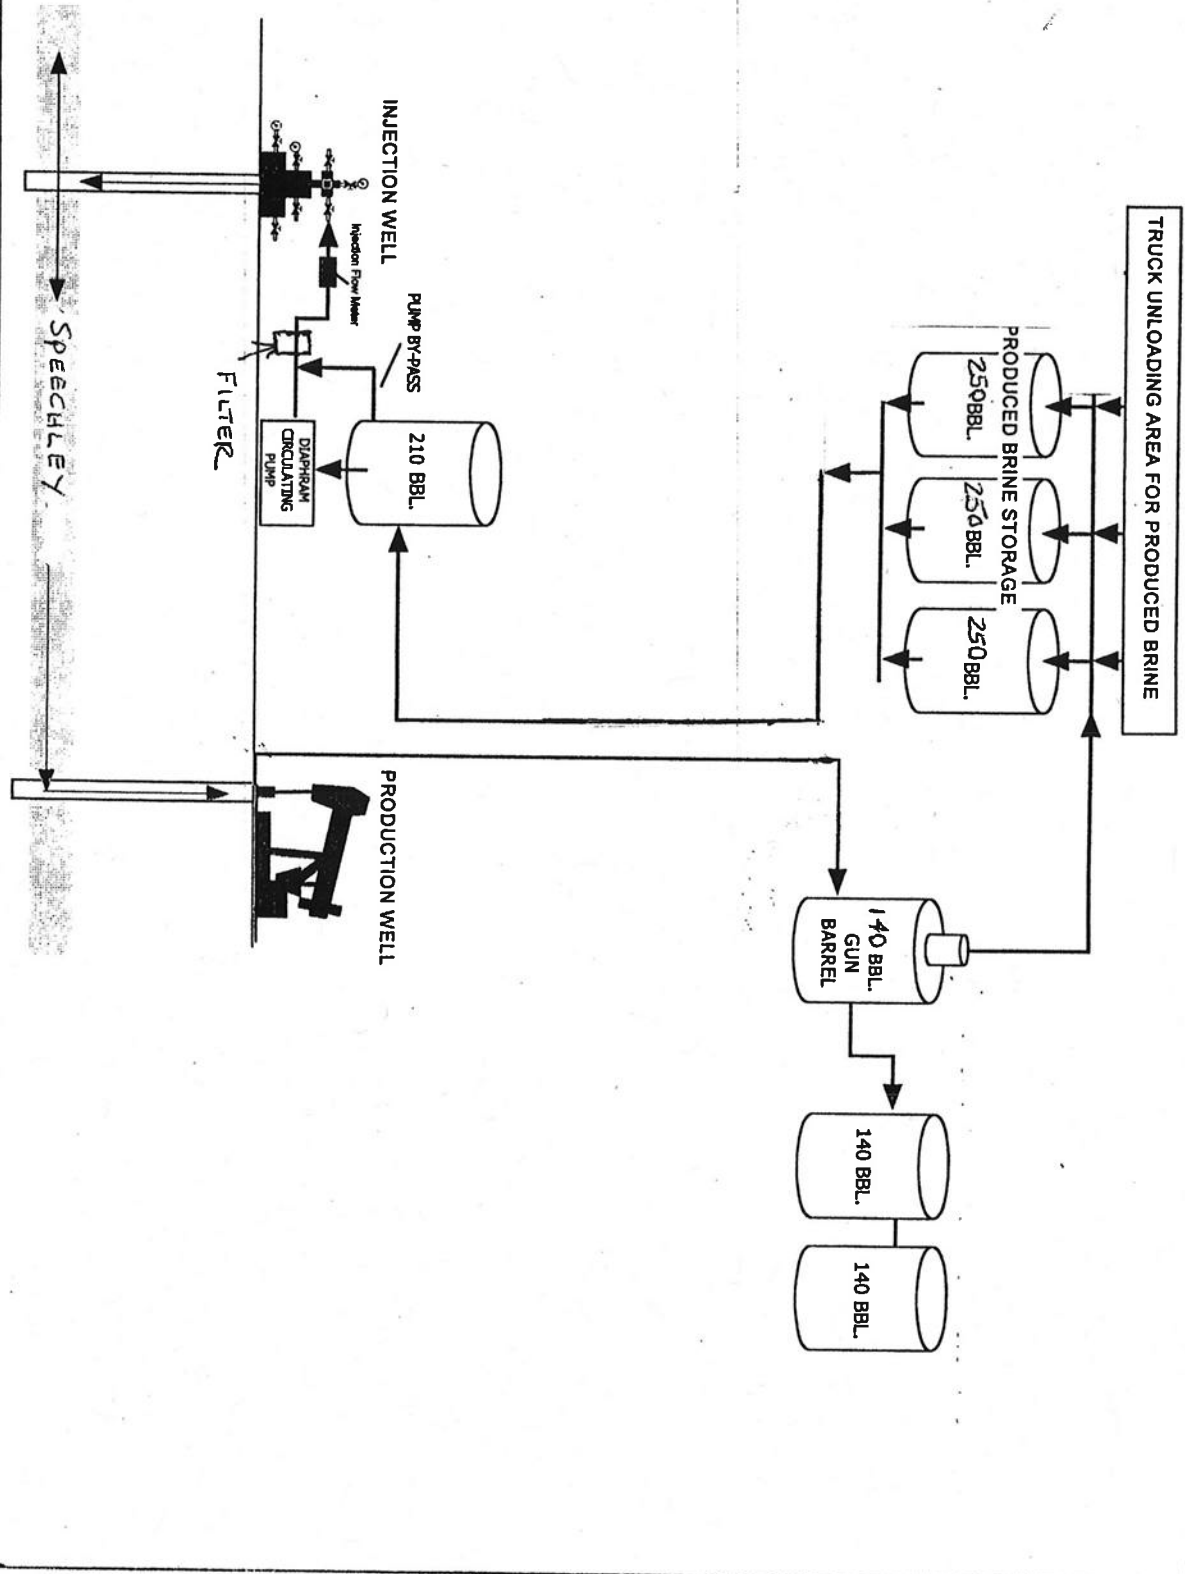 TRUCK UNLOADING AREA FOR PRODUCED BRINE
PRODUCED BRINE STORAGE
250 BBL.
250 BBL.
250 BBL.
140 BBL.
GUN
BARREL
140 BBL.
140 BBL.
210 BBL.
PUMP BY-PASS
INJECTION WELL
Injection Flow Meter
DIAPHRAM
CIRCULATING
PUMP
FILTER
PRODUCTION WELL
SPEECHLEY